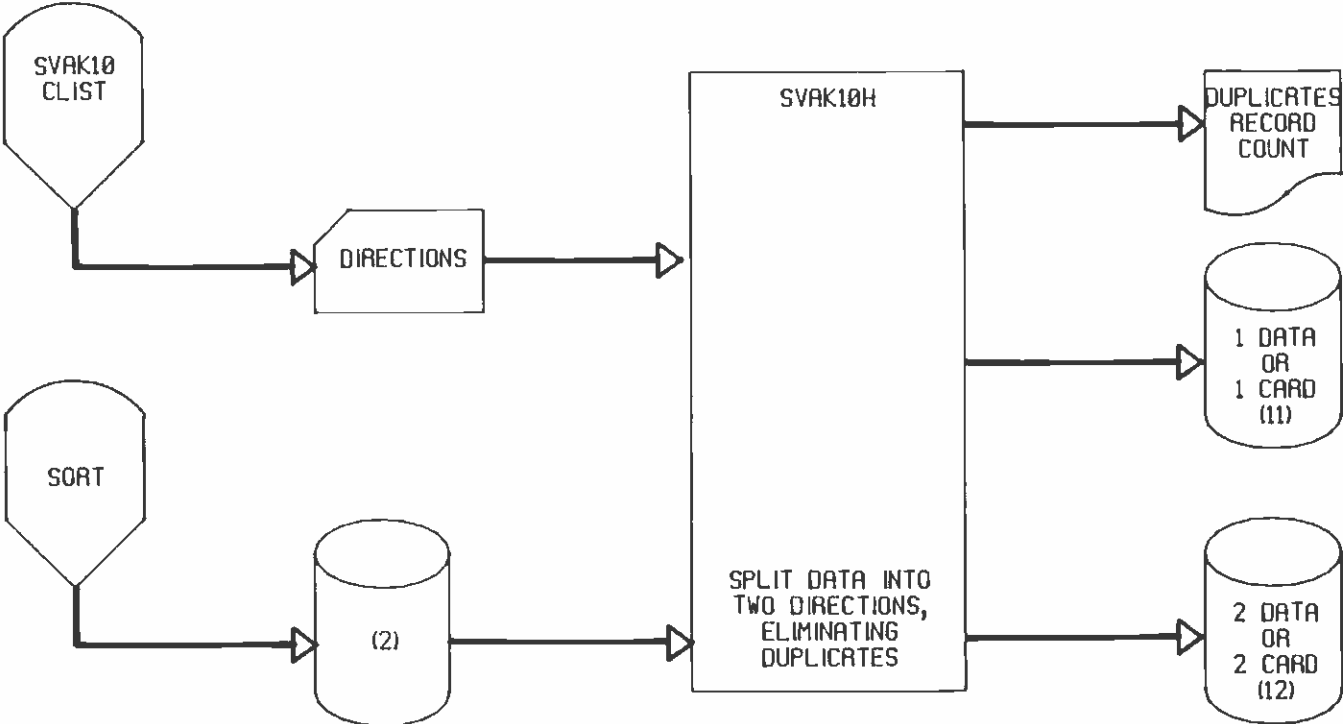 SVAK10
CLIST
SVAK10H
DUPLICATES
RECORD
COUNT
DIRECTIONS
1 DATA
OR
1 CARD
(11)
SORT
(2)
SPLIT DATA INTO
TWO DIRECTIONS,
ELIMINATING
DUPLICATES
2 DATA
OR
2 CARD
(12)